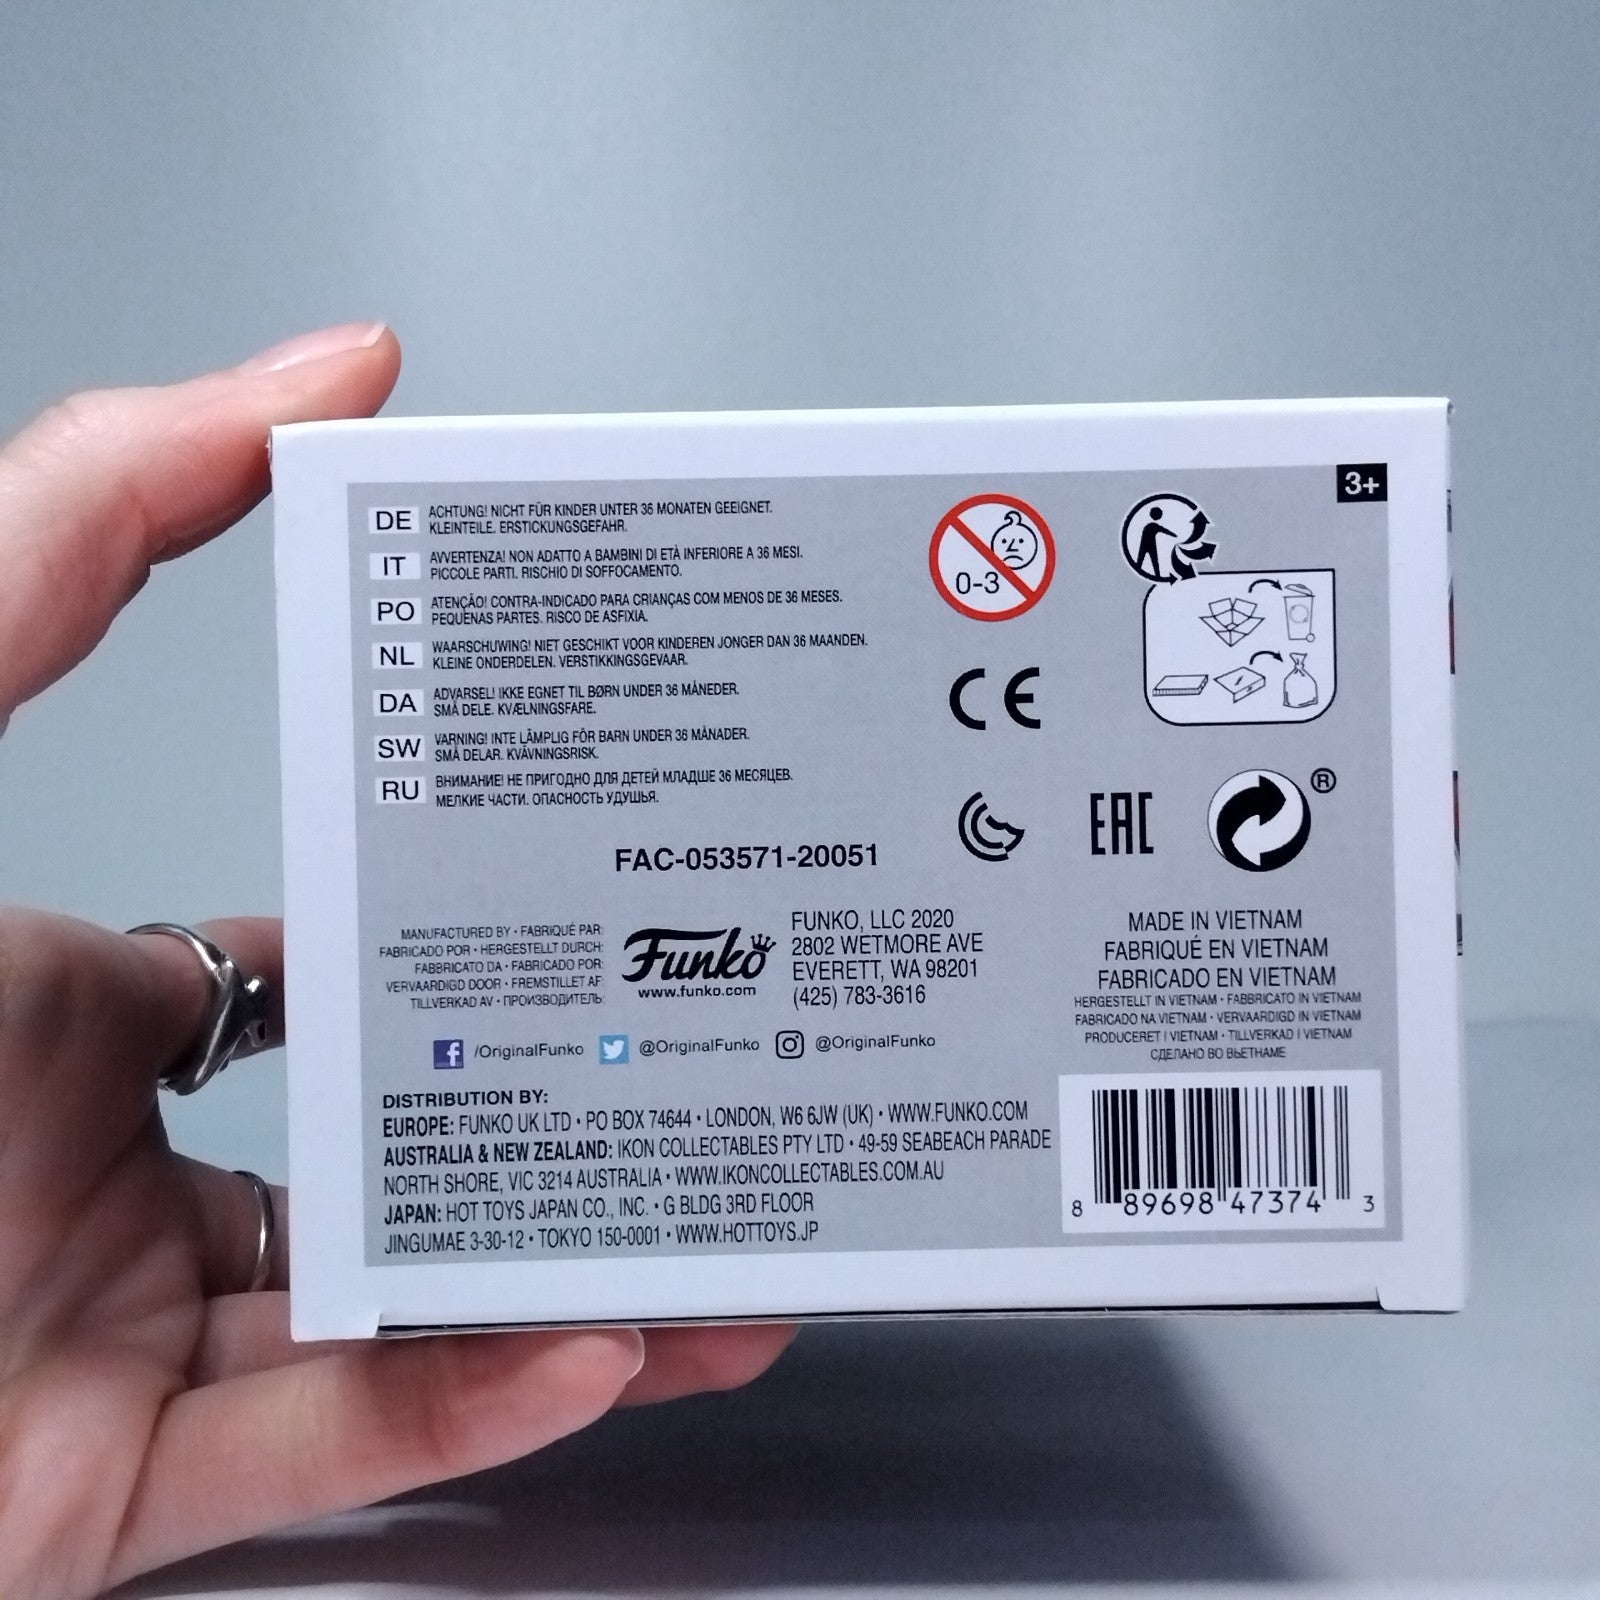 3+
DE
ACHTUNG! NICHT FÜR KINDER UNTER 36 MONATEN GEEIGNET.
KLEINTEILE. ERSTICKUNGSGEFAHR.
IT
AVVERTENZA! NON ADATTO A BAMBINI DI ETÀ INFERIORE A 36 MESI.
PICCOLE PARTI. RISCHIO DI SOFFOCAMENTO.
PO
ATENÇÃO! CONTRA-INDICADO PARA CRIANÇAS COM MENOS DE 36 MESES.
PEQUENAS PARTES. RISCO DE ASFIXIA.
NL
WAARSCHUWING! NIET GESCHIKT VOOR KINDEREN JONGER DAN 36 MAANDEN.
KLEINE ONDERDELEN. VERSTIKKINGSGEVAAR.
DA
ADVARSEL! IKKE EGNET TIL BØRN UNDER 36 MÅNEDER.
SMÅ DELE. KVÆLNINGSFARE.
SW
VARNING! INTE LÄMPLIG FÖR BARN UNDER 36 MÅNADER.
SMÅ DELAR. KVÄVNINGSRISK.
RU
ВНИМАНИЕ! НЕ ПРИГОДНО ДЛЯ ДЕТЕЙ МЛАДШЕ 36 МЕСЯЦЕВ.
МЕЛКИЕ ЧАСТИ. ОПАСНОСТЬ УДУШЬЯ.
0-3
CE
EAC
®
FAC-053571-20051
MANUFACTURED BY • FABRIQUÉ PAR:
FABRICADO POR • HERGESTELLT DURCH:
FABBRICATO DA • FABRICADO POR:
VERVAARDIGD DOOR • FREMSTILLET AF:
TILLVERKAD AV • ПРОИЗВОДИТЕЛЬ:
Funko
www.funko.com
FUNKO, LLC 2020
2802 WETMORE AVE
EVERETT, WA 98201
(425) 783-3616
MADE IN VIETNAM
FABRIQUÉ EN VIETNAM
FABRICADO EN VIETNAM
HERGESTELLT IN VIETNAM • FABBRICATO IN VIETNAM
FABRICADO NA VIETNAM • VERVAARDIGD IN VIETNAM
PRODUCERET I VIETNAM • TILLVERKAD I VIETNAM
СДЕЛАНО ВО ВЬЕТНАМЕ
f /OriginalFunko @OriginalFunko @OriginalFunko
DISTRIBUTION BY:
EUROPE: FUNKO UK LTD • PO BOX 74644 • LONDON, W6 6JW (UK) • WWW.FUNKO.COM
AUSTRALIA & NEW ZEALAND: IKON COLLECTABLES PTY LTD • 49-59 SEABEACH PARADE
NORTH SHORE, VIC 3214 AUSTRALIA • WWW.IKONCOLLECTABLES.COM.AU
JAPAN: HOT TOYS JAPAN CO., INC. • G BLDG 3RD FLOOR
JINGUMAE 3-30-12 • TOKYO 150-0001 • WWW.HOTTOYS.JP
8 89698 47374 3